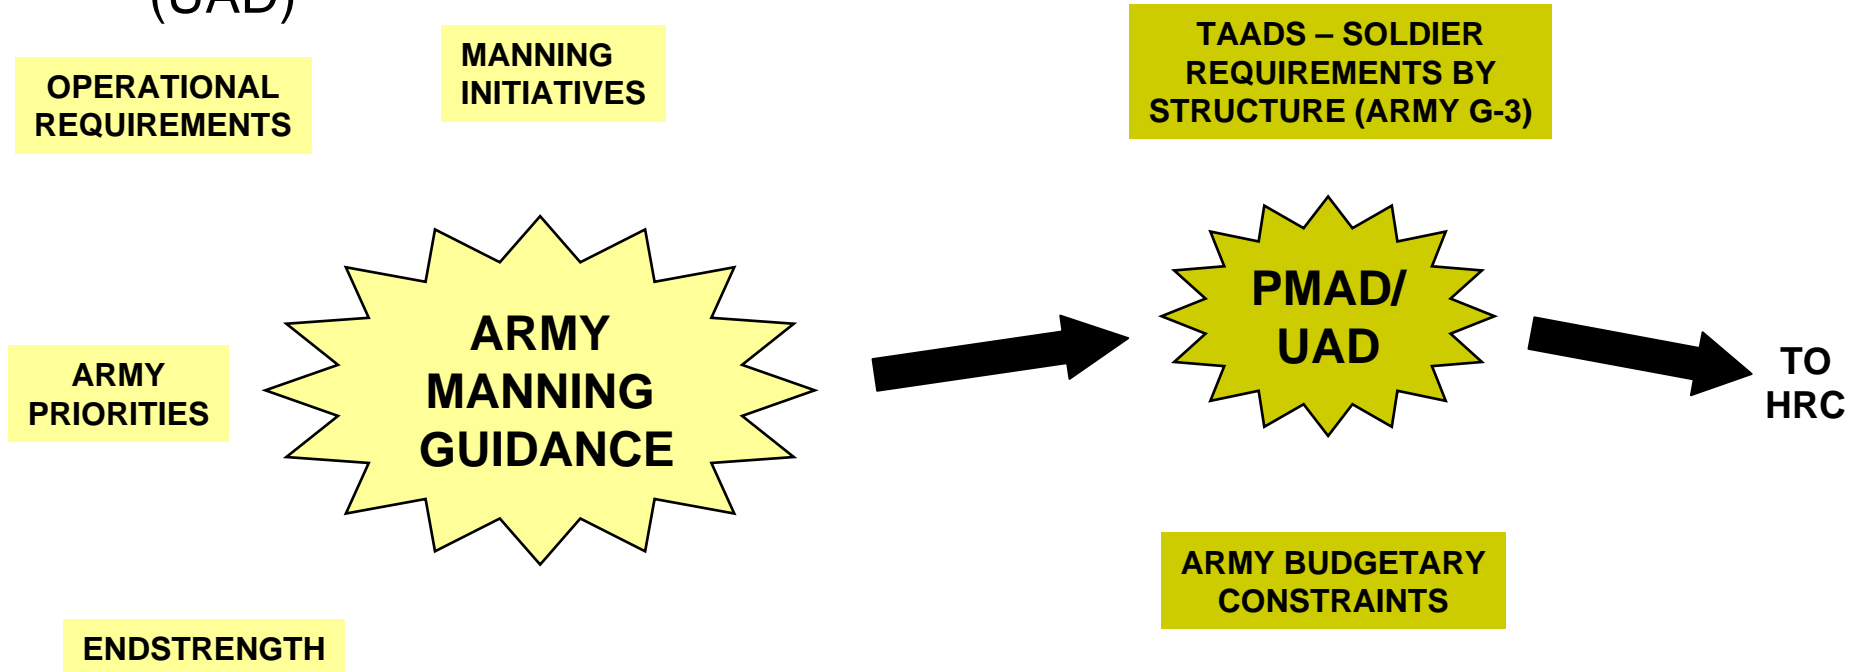 (UAD)
OPERATIONAL
REQUIREMENTS
MANNING
INITIATIVES
TAADS – SOLDIER
REQUIREMENTS BY
STRUCTURE (ARMY G-3)
ARMY
PRIORITIES
ARMY
MANNING
GUIDANCE
PMAD/
UAD
TO
HRC
ARMY BUDGETARY
CONSTRAINTS
ENDSTRENGTH